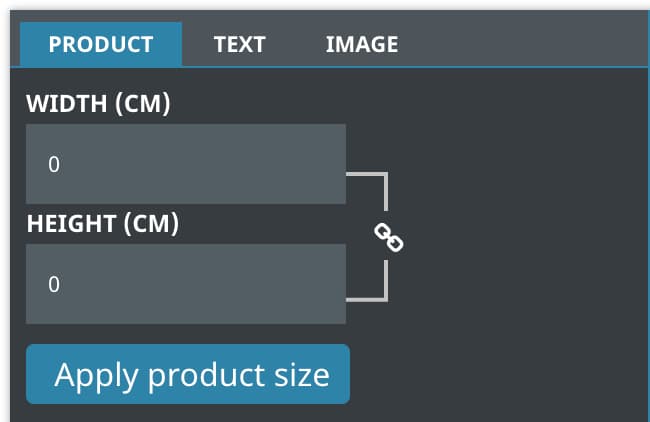 PRODUCT TEXT IMAGE
WIDTH (CM)
0
HEIGHT (CM)
0
Apply product size